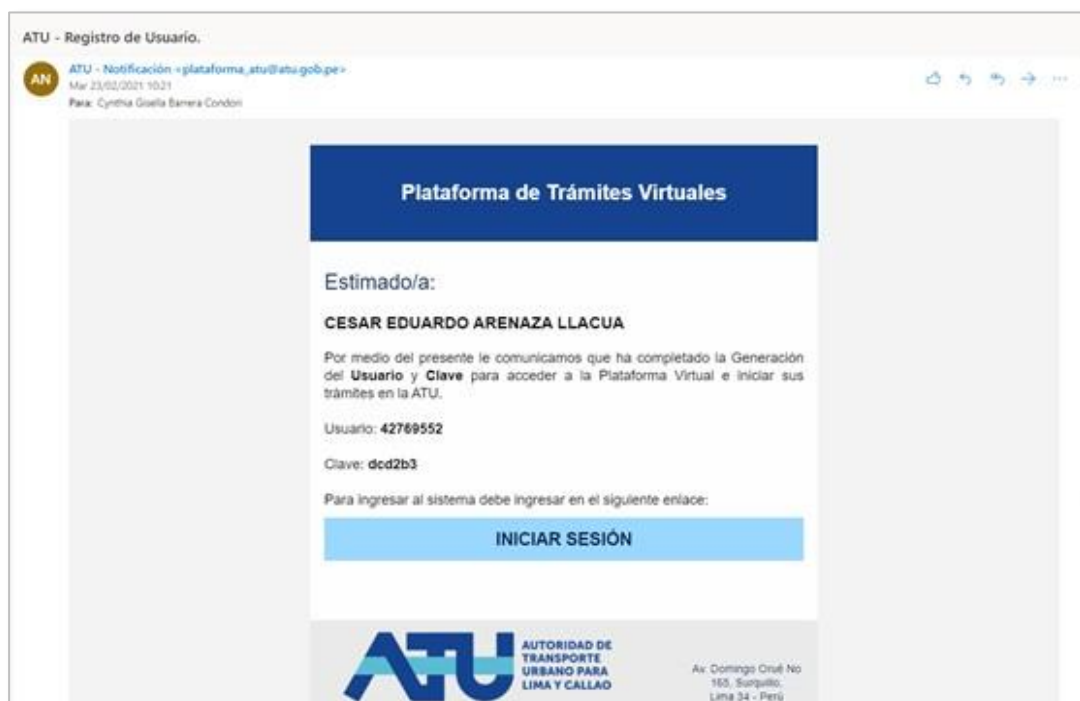 ATU - Registro de Usuario.
AN
ATU - Notificación <plataforma_atu@atu.gob.pe>
Mar 23/02/2021 10:21
Para: Cynthia Gisella Barrera Condori
Plataforma de Trámites Virtuales
Estimado/a:
CESAR EDUARDO ARENAZA LLACUA
Por medio del presente le comunicamos que ha completado la Generación
del Usuario y Clave para acceder a la Plataforma Virtual e iniciar sus
trámites en la ATU.
Usuario: 42769552
Clave: dcd2b3
Para ingresar al sistema debe ingresar en el siguiente enlace:
INICIAR SESIÓN
ATU
AUTORIDAD DE
TRANSPORTE
URBANO PARA
LIMA Y CALLAO
Av. Domingo Orué No
165, Surquillo,
Lima 34 - Perú